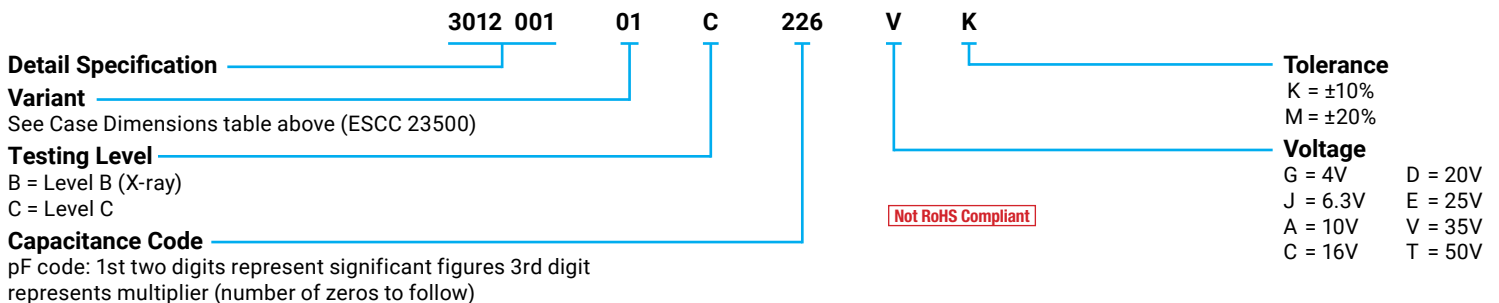 3012 001 01 C 226 V K
Detail Specification
Variant
See Case Dimensions table above (ESCC 23500)
Testing Level
B = Level B (X-ray)
C = Level C
Capacitance Code
pF code: 1st two digits represent significant figures 3rd digit
represents multiplier (number of zeros to follow)
Not RoHS Compliant
Tolerance
K = ±10%
M = ±20%
Voltage
G = 4V D = 20V
J = 6.3V E = 25V
A = 10V V = 35V
C = 16V T = 50V